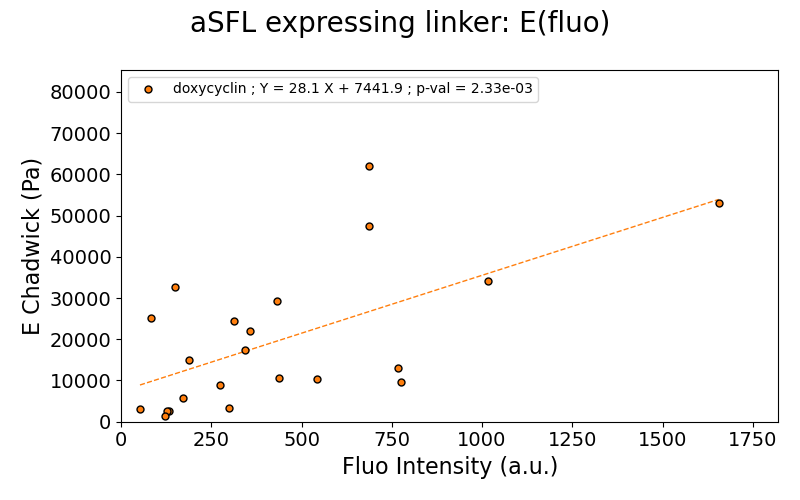 aSFL expressing linker: E(fluo)
doxycyclin ; Y = 28.1 X + 7441.9 ; p-val = 2.33e-03
E Chadwick (Pa)
80000
70000
60000
50000
40000
30000
20000
10000
0
0 250 500 750 1000 1250 1500 1750
Fluo Intensity (a.u.)